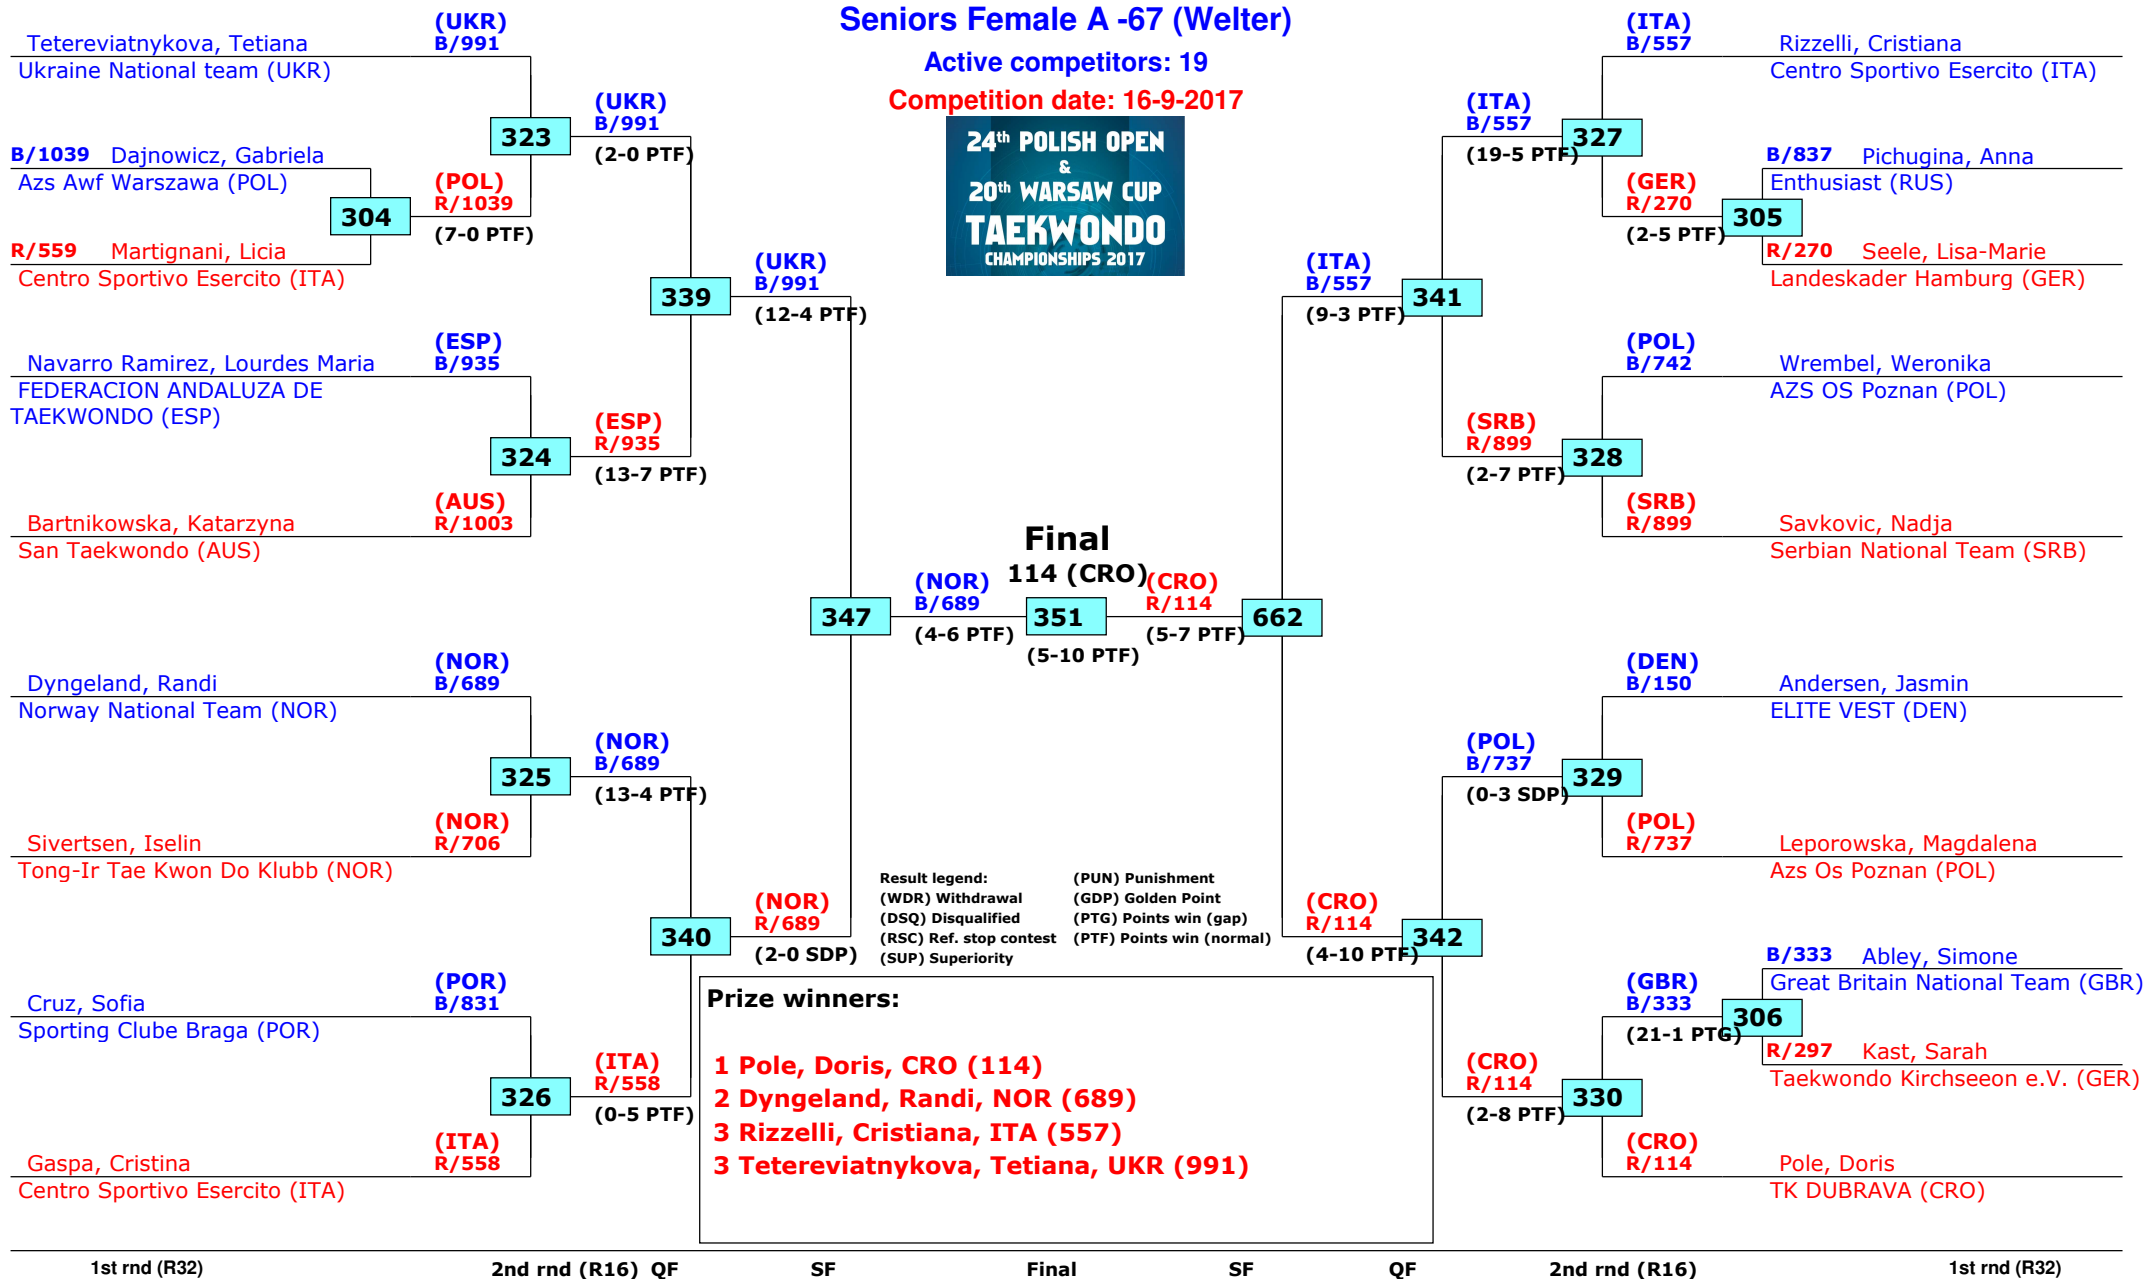 Seniors Female A -67 (Welter)
Active competitors: 19
Competition date: 16-9-2017
24th POLISH OPEN
&
20th WARSAW CUP
TAEKWONDO
CHAMPIONSHIPS 2017
(UKR)
B/991
Tetereviatnykova, Tetiana
Ukraine National team (UKR)
(UKR)
B/991
323
(2-0 PTF)
B/1039 Dajnowicz, Gabriela
Azs Awf Warszawa (POL)
(POL)
R/1039
304
(7-0 PTF)
R/559 Martignani, Licia
Centro Sportivo Esercito (ITA)
(UKR)
B/991
339
(12-4 PTF)
(ESP)
B/935
Navarro Ramirez, Lourdes Maria
FEDERACION ANDALUZA DE
TAEKWONDO (ESP)
(ESP)
R/935
324
(13-7 PTF)
(AUS)
R/1003
Bartnikowska, Katarzyna
San Taekwondo (AUS)
Final
114 (CRO)
(NOR)
B/689
347
(4-6 PTF)
351
(5-10 PTF)
(CRO)
R/114
662
(5-7 PTF)
(NOR)
B/689
Dyngeland, Randi
Norway National Team (NOR)
(NOR)
B/689
325
(13-4 PTF)
(NOR)
R/706
Sivertsen, Iselin
Tong-Ir Tae Kwon Do Klubb (NOR)
(NOR)
R/689
340
(2-0 SDP)
(POR)
B/831
Cruz, Sofia
Sporting Clube Braga (POR)
(ITA)
R/558
326
(0-5 PTF)
(ITA)
R/558
Gaspa, Cristina
Centro Sportivo Esercito (ITA)
(ITA)
B/557
Rizzelli, Cristiana
Centro Sportivo Esercito (ITA)
(ITA)
B/557
327
(19-5 PTF)
B/837 Pichugina, Anna
Enthusiast (RUS)
(GER)
R/270
305
(2-5 PTF)
R/270 Seele, Lisa-Marie
Landeskader Hamburg (GER)
(ITA)
B/557
341
(9-3 PTF)
(POL)
B/742
Wrembel, Weronika
AZS OS Poznan (POL)
(SRB)
R/899
328
(2-7 PTF)
(SRB)
R/899
Savkovic, Nadja
Serbian National Team (SRB)
(DEN)
B/150
Andersen, Jasmin
ELITE VEST (DEN)
(POL)
B/737
329
(0-3 SDP)
(POL)
R/737
Leporowska, Magdalena
Azs Os Poznan (POL)
(CRO)
R/114
342
(4-10 PTF)
B/333 Abley, Simone
Great Britain National Team (GBR)
(GBR)
B/333
306
(21-1 PTG)
R/297 Kast, Sarah
Taekwondo Kirchseeon e.V. (GER)
(CRO)
R/114
330
(2-8 PTF)
(CRO)
R/114
Pole, Doris
TK DUBRAVA (CRO)
Result legend: (PUN) Punishment
(WDR) Withdrawal (GDP) Golden Point
(DSQ) Disqualified (PTG) Points win (gap)
(RSC) Ref. stop contest (PTF) Points win (normal)
(SUP) Superiority
Prize winners:
1 Pole, Doris, CRO (114)
2 Dyngeland, Randi, NOR (689)
3 Rizzelli, Cristiana, ITA (557)
3 Tetereviatnykova, Tetiana, UKR (991)
1st rnd (R32) 2nd rnd (R16) QF SF Final SF QF 2nd rnd (R16) 1st rnd (R32)